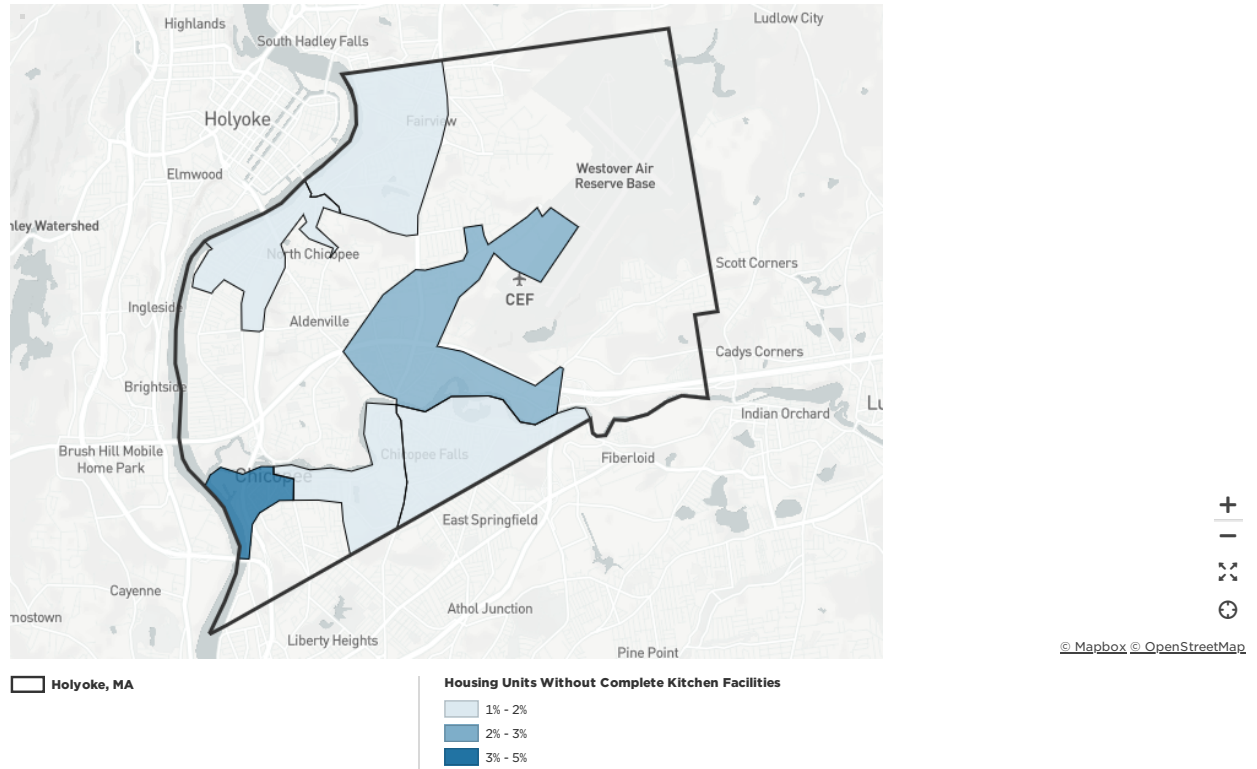 Ludlow City
Highlands
South Hadley Falls
Holyoke
Fairview
Elmwood
Westover Air
Reserve Base
nley Watershed
North Chicopee
Scott Corners
CEF
Ingleside
Aldenville
Cadys Corners
Brightside
Lu
Indian Orchard
Brush Hill Mobile
Home Park
Chicopee Falls
Fiberloid
Chicopee
East Springfield
Cayenne
Athol Junction
mostown
Liberty Heights
Pine Point
© Mapbox © OpenStreetMap
Holyoke, MA
Housing Units Without Complete Kitchen Facilities
1% - 2%
2% - 3%
3% - 5%